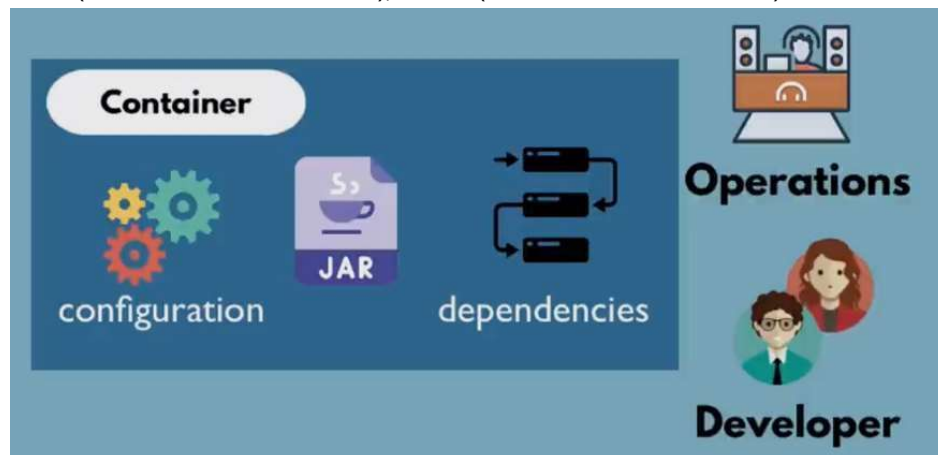 Container
configuration
JAR
dependencies
Operations
Developer